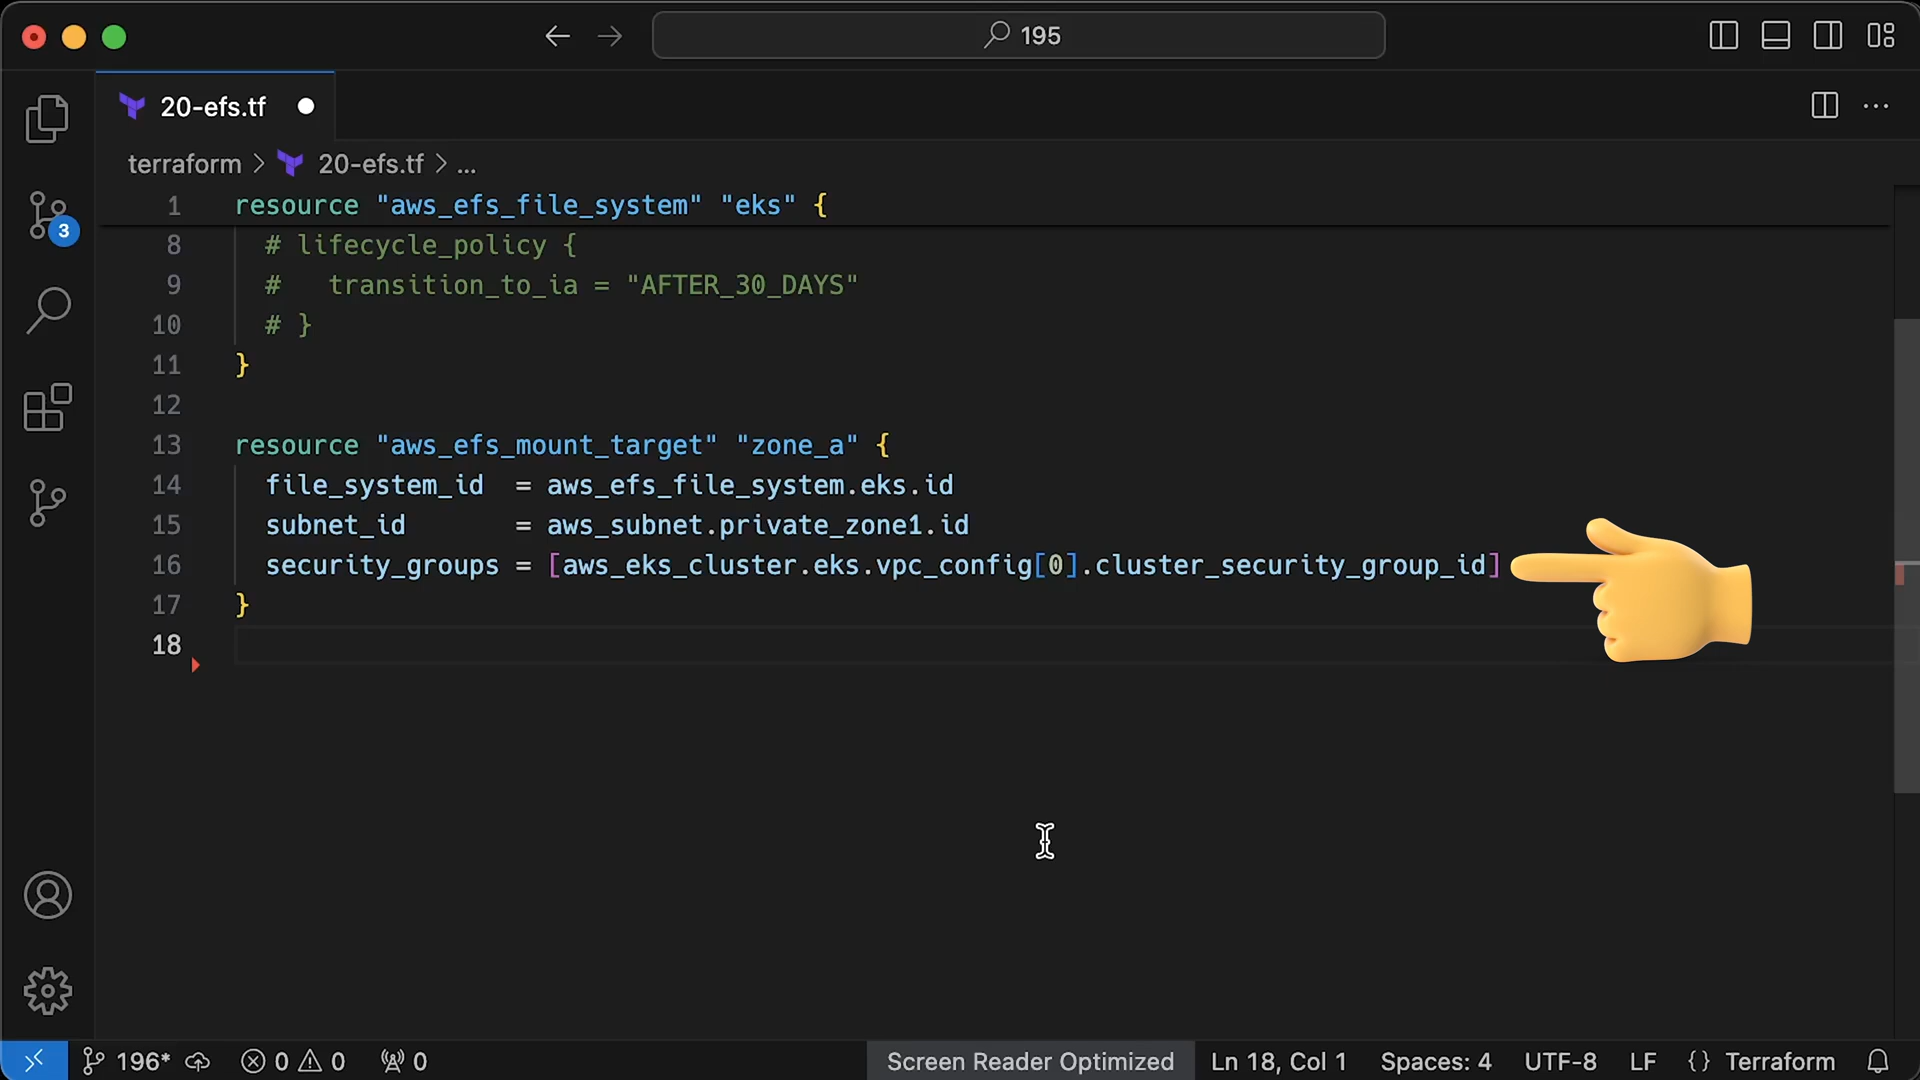 195
20-efs.tf
terraform > 20-efs.tf > ...
1 resource "aws_efs_file_system" "eks" {
8 # lifecycle_policy {
9 #   transition_to_ia = "AFTER_30_DAYS"
10 # }
11 }
12
13 resource "aws_efs_mount_target" "zone_a" {
14 file_system_id  = aws_efs_file_system.eks.id
15 subnet_id       = aws_subnet.private_zone1.id
16 security_groups = [aws_eks_cluster.eks.vpc_config[0].cluster_security_group_id]
17 }
18
3
196* 0 0 0 Screen Reader Optimized Ln 18, Col 1 Spaces: 4 UTF-8 LF {} Terraform